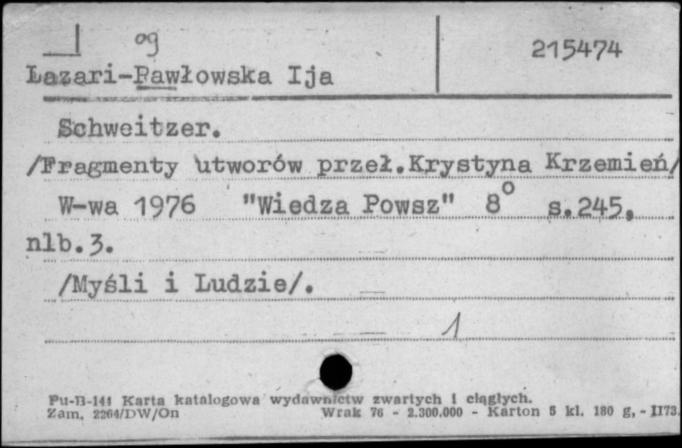 og
215474
Lazari-Pawłowska Ija
Schweitzer.
/Fragmenty utworów przeł.Krystyna Krzemień/
W-wa 1976 "Wiedza Powsz" 8° s.245,
nlb.3.
/Myśli i Ludzie/.
1
Pu-B-141 Karta katalogowa wydawnictw zwartych i ciągłych.
Zam. 2264/DW/On Wrak 76 - 2.300.000 - Karton 5 kl. 180 g, - 1173.